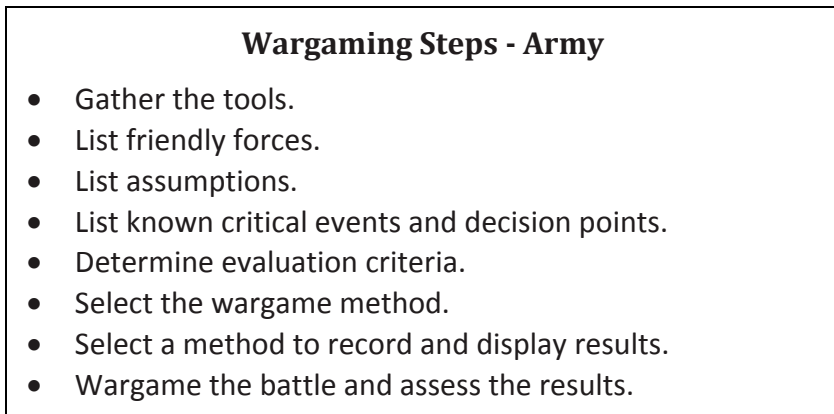 Wargaming Steps - Army
• Gather the tools.
• List friendly forces.
• List assumptions.
• List known critical events and decision points.
• Determine evaluation criteria.
• Select the wargame method.
• Select a method to record and display results.
• Wargame the battle and assess the results.